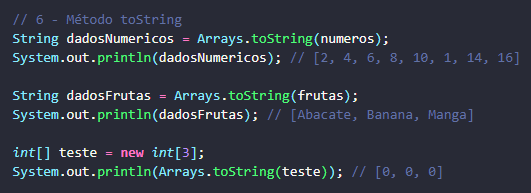 // 6 - Método toString
String dadosNumericos = Arrays.toString(numeros);
System.out.println(dadosNumericos); // [2, 4, 6, 8, 10, 1, 14, 16]
String dadosFrutas = Arrays.toString(frutas);
System.out.println(dadosFrutas); // [Abacate, Banana, Manga]
int[] teste = new int[3];
System.out.println(Arrays.toString(teste)); // [0, 0, 0]